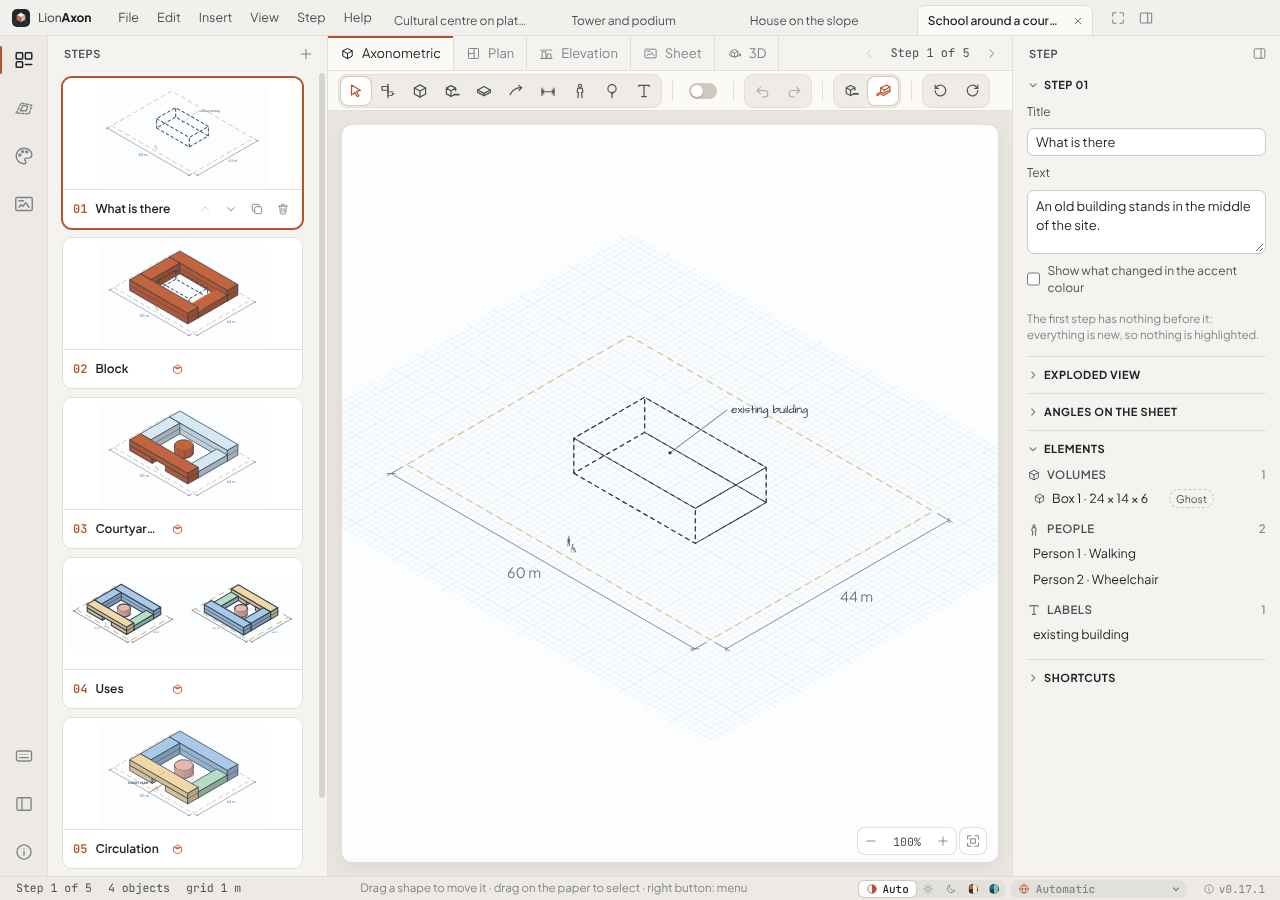 LionAxon
File Edit Insert View Step Help
Cultural centre on plat...
Tower and podium
House on the slope
School around a cour...
STEPS
01 What is there
02 Block
03 Courtyar...
04 Uses
05 Circulation
Axonometric
Plan
Elevation
Sheet
3D
Step 1 of 5
existing building
60 m
44 m
100%
STEP
STEP 01
Title
What is there
Text
An old building stands in the middle
of the site.
Show what changed in the accent
colour
The first step has nothing before it:
everything is new, so nothing is highlighted.
EXPLODED VIEW
ANGLES ON THE SHEET
ELEMENTS
VOLUMES 1
Box 1 · 24 × 14 × 6 Ghost
PEOPLE 2
Person 1 · Walking
Person 2 · Wheelchair
LABELS 1
existing building
SHORTCUTS
Step 1 of 5 4 objects grid 1 m
Drag a shape to move it · drag on the paper to select · right button: menu
Auto
Automatic
v0.17.1